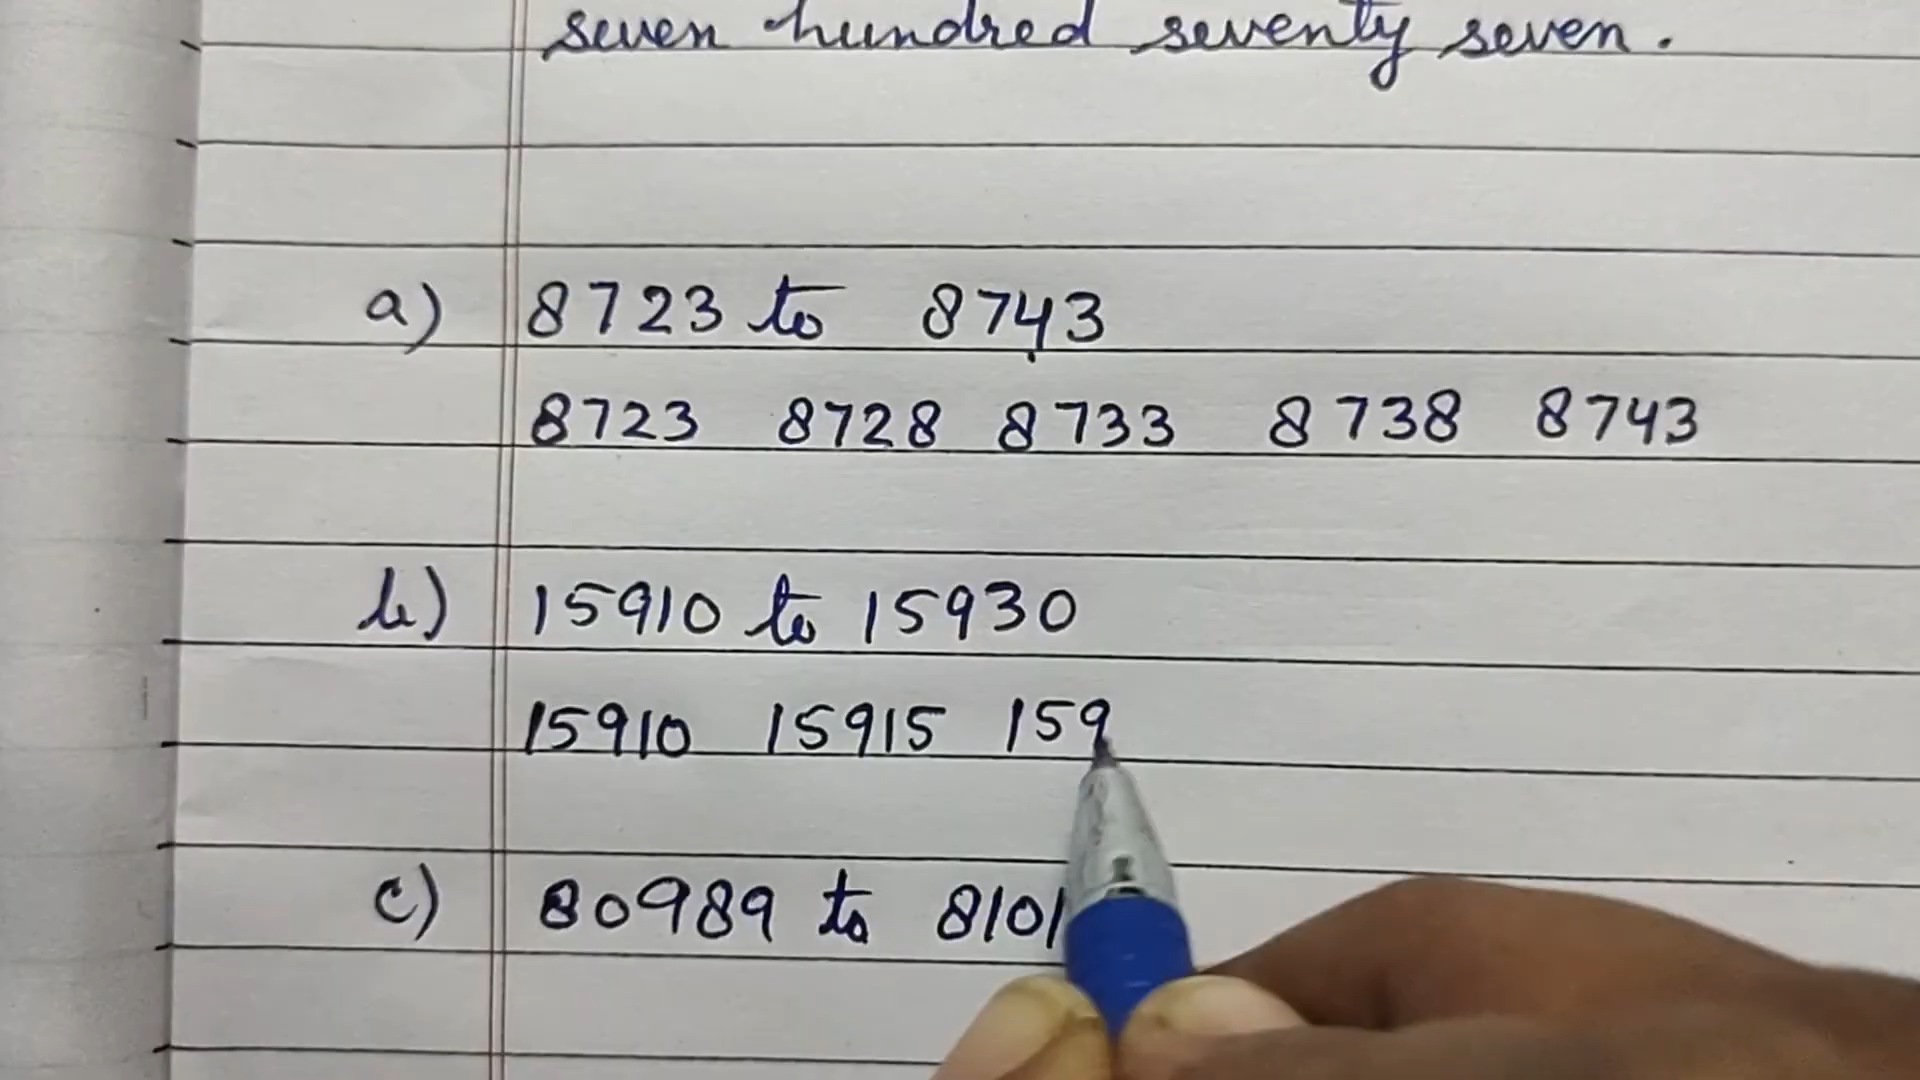 seven hundred seventy seven.
a) 8723 to 8743
8723 8728 8733 8738 8743
b) 15910 to 15930
15910 15915 159
c) 80989 to 8101